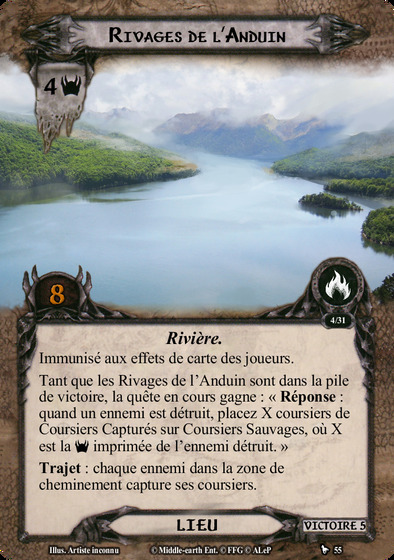 Rivages de l'Anduin
4
8
4/31
Rivière.
Immunisé aux effets de carte des joueurs.
Tant que les Rivages de l'Anduin sont dans la pile
de victoire, la quête en cours gagne : « Réponse :
quand un ennemi est détruit, placez X coursiers de
Coursiers Capturés sur Coursiers Sauvages, où X
est la imprimée de l'ennemi détruit. »
Trajet : chaque ennemi dans la zone de
cheminement capture ses coursiers.
LIEU
VICTOIRE 5
Illus. Artiste inconnu © Middle-earth Ent. © FFG © ALeP 55